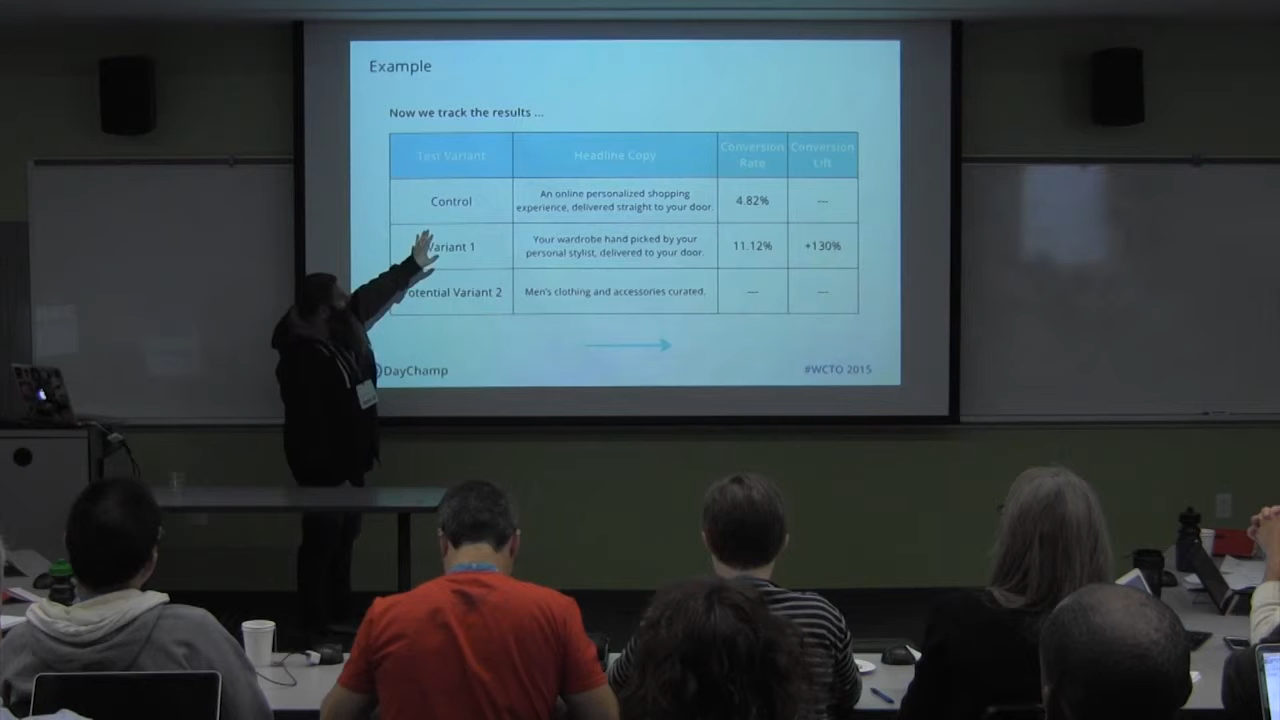 Example
Now we track the results ...
Test Variant
Headline Copy
Conversion
Rate
Conversion
Lift
Control
An online personalized shopping
experience, delivered straight to your door.
4.82%
---
Variant 1
Your wardrobe hand picked by your
personal stylist, delivered to your door.
11.12%
+130%
otential Variant 2
Men's clothing and accessories curated.
---
---
DayChamp
#WCTO 2015